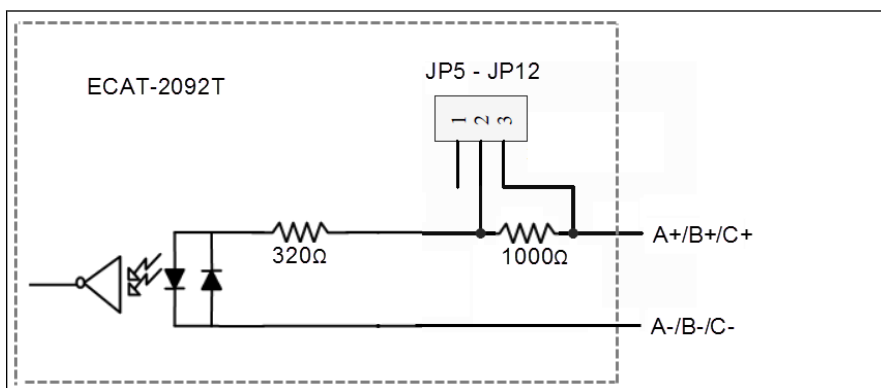 JP5 - JP12
ECAT-2092T
1 2 3
A+/B+/C+
320Ω
1000Ω
A-/B-/C-